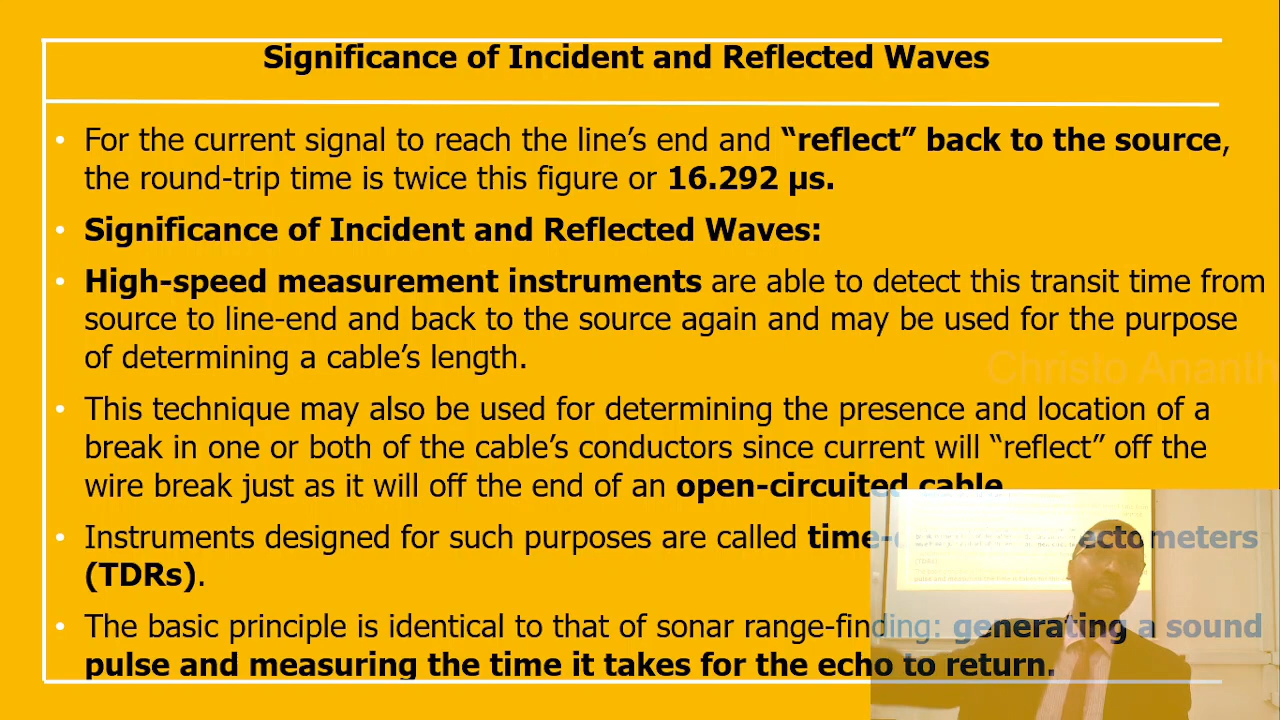 Significance of Incident and Reflected Waves
• For the current signal to reach the line’s end and “reflect” back to the source,
the round-trip time is twice this figure or 16.292 μs.
• Significance of Incident and Reflected Waves:
• High-speed measurement instruments are able to detect this transit time from
source to line-end and back to the source again and may be used for the purpose
of determining a cable’s length.
Christo Ananth
• This technique may also be used for determining the presence and location of a
break in one or both of the cable’s conductors since current will “reflect” off the
wire break just as it will off the end of an open-circuited cable
• Instruments designed for such purposes are called time-
(TDRs).
• The basic principle is identical to that of sonar range-finding: generating a sound
pulse and measuring the time it takes for the echo to return.